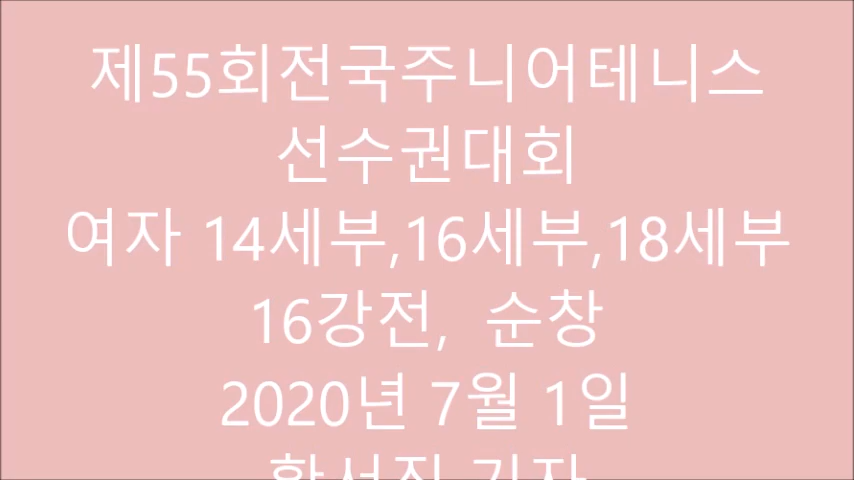 제55회전국주니어테니스
선수권대회
여자 14세부,16세부,18세부
16강전, 순창
2020년 7월 1일
기자